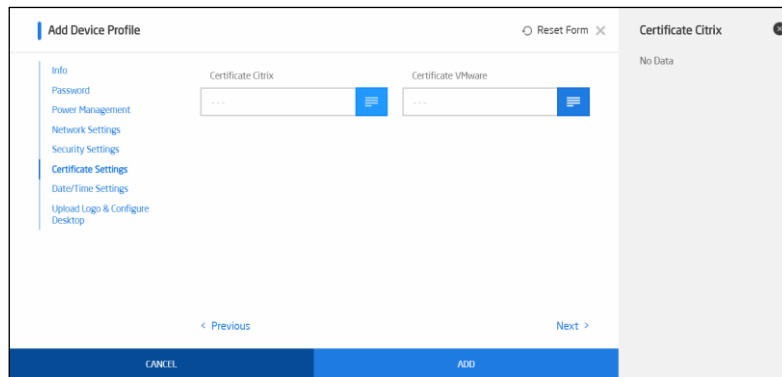 Add Device Profile
Reset Form
Certificate Citrix
No Data
Info
Password
Power Management
Network Settings
Security Settings
Certificate Settings
Date/Time Settings
Upload Logo & Configure
Desktop
Certificate Citrix
Certificate VMware
---
---
< Previous
Next >
CANCEL
ADD